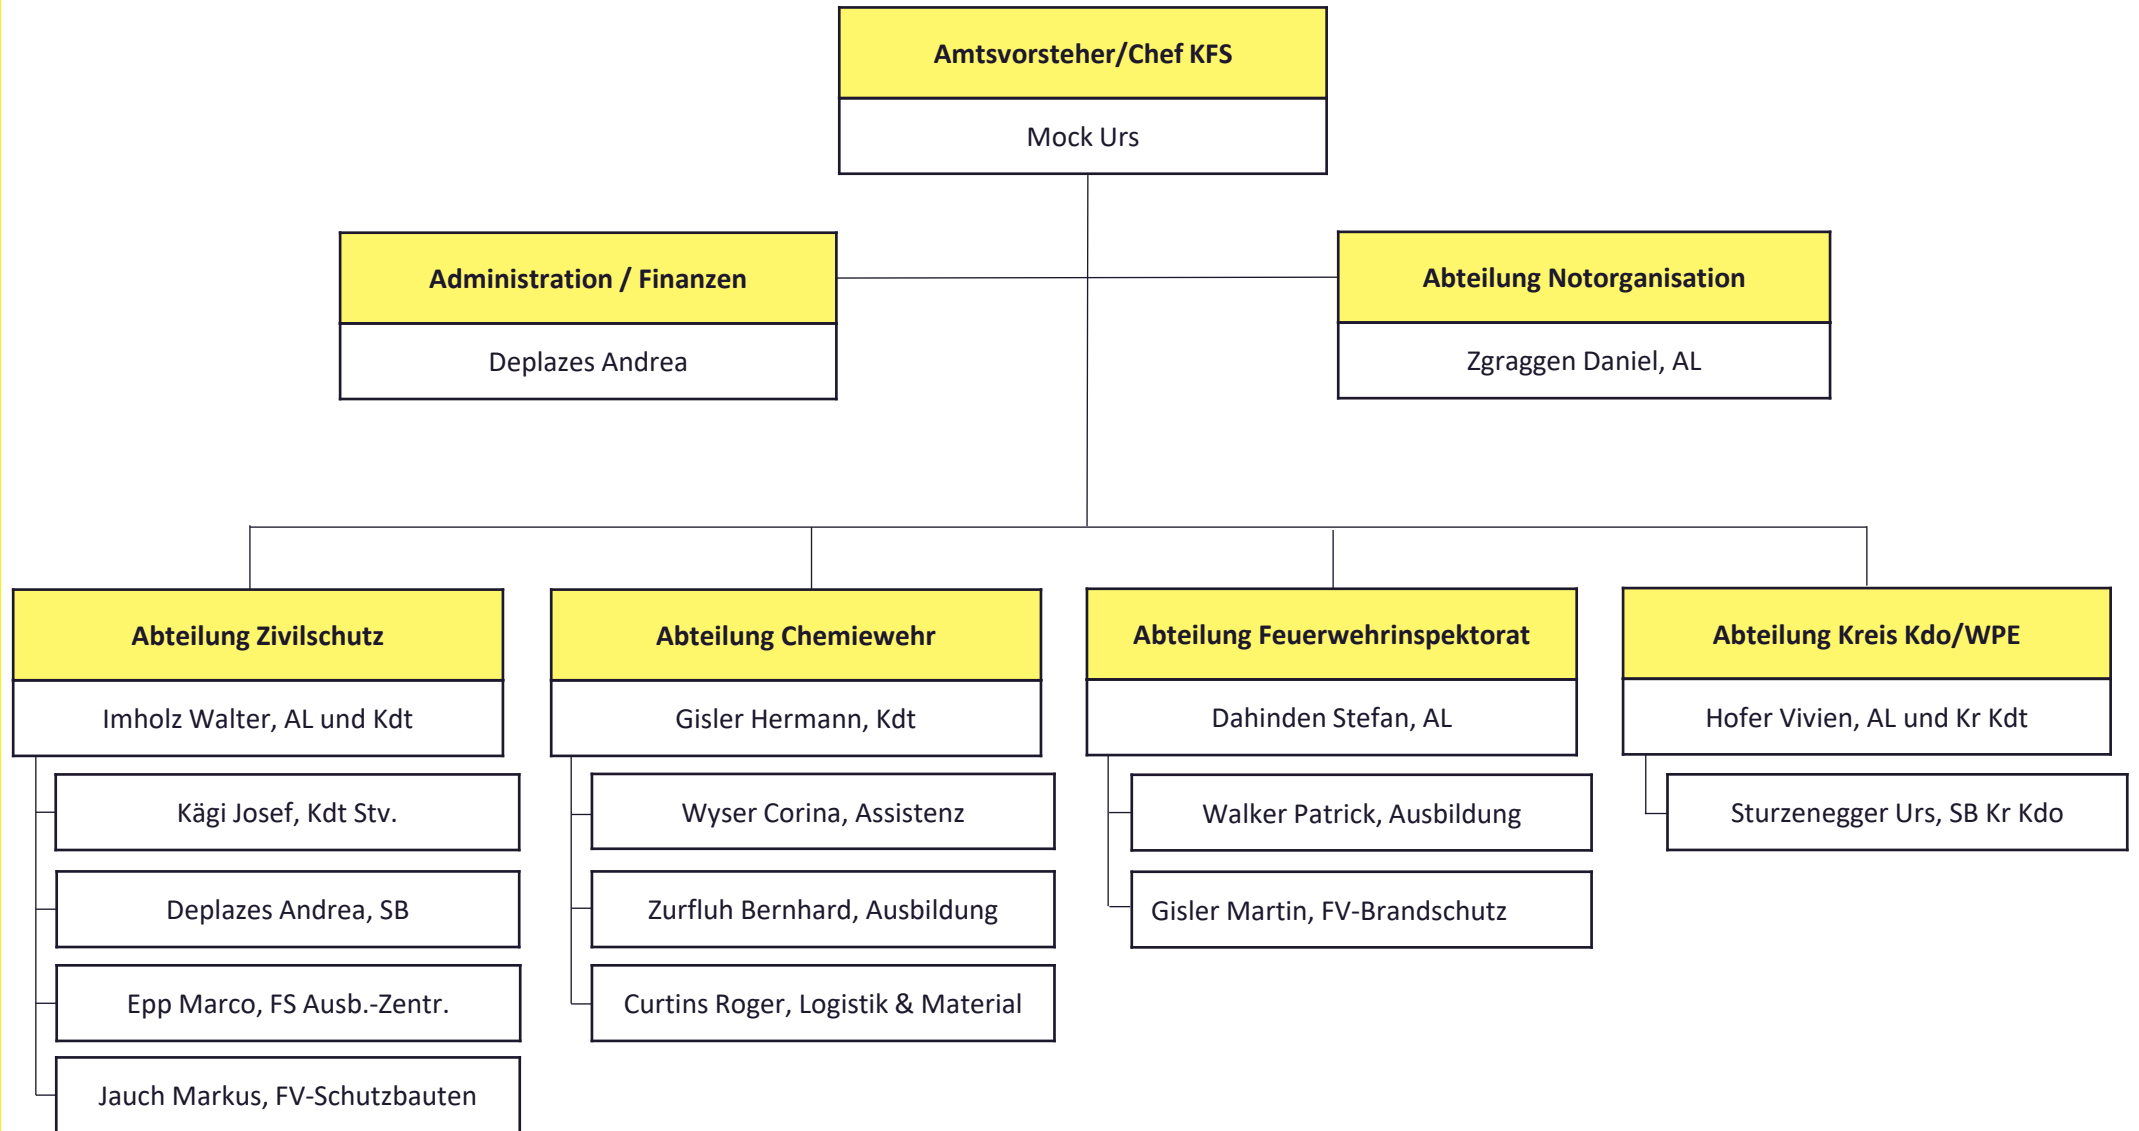 Amtsvorsteher/Chef KFS
Mock Urs
Administration / Finanzen
Deplazes Andrea
Abteilung Notorganisation
Zgraggen Daniel, AL
Abteilung Zivilschutz
Imholz Walter, AL und Kdt
Kägi Josef, Kdt Stv.
Deplazes Andrea, SB
Epp Marco, FS Ausb.-Zentr.
Jauch Markus, FV-Schutzbauten
Abteilung Chemiewehr
Gisler Hermann, Kdt
Wyser Corina, Assistenz
Zurfluh Bernhard, Ausbildung
Curtins Roger, Logistik & Material
Abteilung Feuerwehrinspektorat
Dahinden Stefan, AL
Walker Patrick, Ausbildung
Gisler Martin, FV-Brandschutz
Abteilung Kreis Kdo/WPE
Hofer Vivien, AL und Kr Kdt
Sturzenegger Urs, SB Kr Kdo